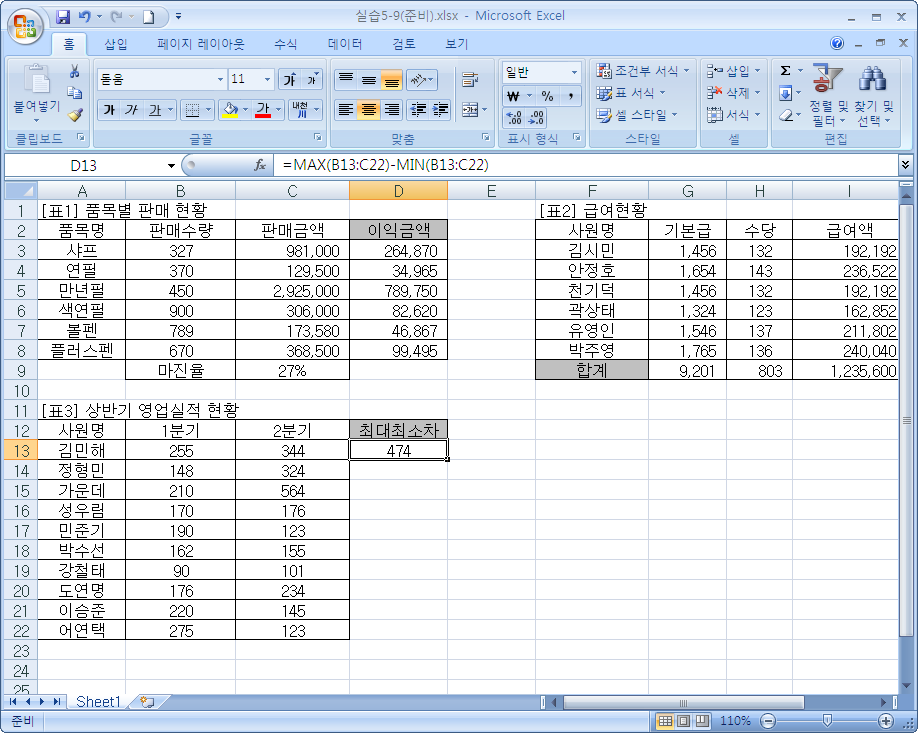 실습5-9(준비).xlsx - Microsoft Excel
홈 삽입 페이지 레이아웃 수식 데이터 검토 보기
붙여넣기 클립보드
돋움 11 가 가
가 가 가 가 내천 川 글꼴
맞춤
일반
₩ % , 표시 형식
조건부 서식
표 서식
셀 스타일
스타일
삽입
삭제
서식
셀
Σ 정렬 및 필터 찾기 및 선택 편집
D13 fx =MAX(B13:C22)-MIN(B13:C22)
A B C D E F G H I
1 [표1] 품목별 판매 현황 [표2] 급여현황
2 품목명 판매수량 판매금액 이익금액 사원명 기본급 수당 급여액
3 샤프 327 981,000 264,870 김시민 1,456 132 192,192
4 연필 370 129,500 34,965 안정호 1,654 143 236,522
5 만년필 450 2,925,000 789,750 천기덕 1,456 132 192,192
6 색연필 900 306,000 82,620 곽상태 1,324 123 162,852
7 볼펜 789 173,580 46,867 유영인 1,546 137 211,802
8 플러스펜 670 368,500 99,495 박주영 1,765 136 240,040
9 마진율 27% 합계 9,201 803 1,235,600
10
11 [표3] 상반기 영업실적 현황
12 사원명 1분기 2분기 최대최소차
13 김민해 255 344 474
14 정형민 148 324
15 가운데 210 564
16 성우림 170 176
17 민준기 190 123
18 박수선 162 155
19 강철태 90 101
20 도연명 176 234
21 이승준 220 145
22 어연택 275 123
23
24
25
Sheet1
준비 110%